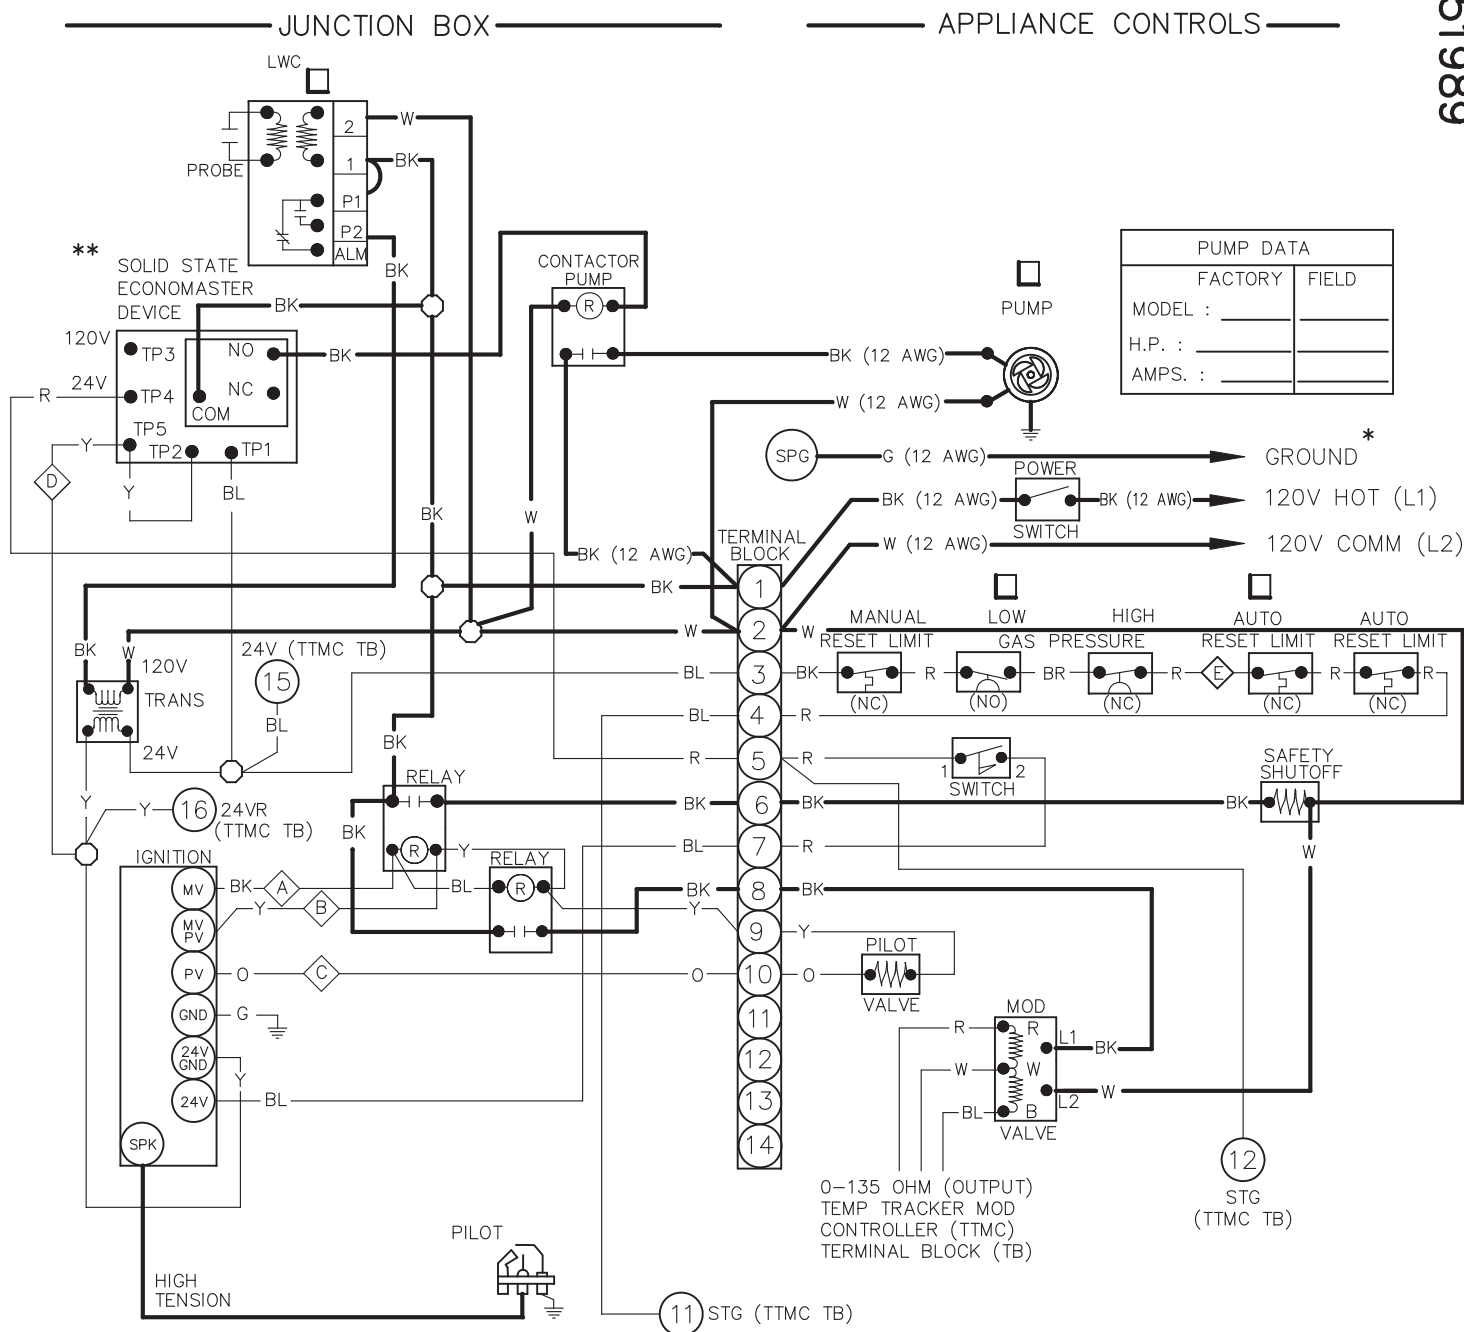 JUNCTION BOX
APPLIANCE CONTROLS
51989
LWC
2
W
1
BK
PROBE
P1
P2
ALM
BK
**
SOLID STATE
ECONOMASTER
DEVICE
BK
CONTACTOR
PUMP
R
PUMP
PUMP DATA
FACTORY FIELD
MODEL :
H.P. :
AMPS. :
120V
TP3
NO
BK
BK (12 AWG)
24V
R
TP4
NC
COM
W (12 AWG)
TP5
Y
TP2
TP1
D
Y
BL
SPG
G (12 AWG)
GROUND
*
POWER
BK (12 AWG)
BK (12 AWG)
120V HOT (L1)
SWITCH
BK
W
TERMINAL
BLOCK
BK (12 AWG)
W (12 AWG)
120V COMM (L2)
BK
1
W
2
W
MANUAL
RESET LIMIT
LOW
HIGH
GAS PRESSURE
AUTO
RESET LIMIT
AUTO
RESET LIMIT
BK
W
120V
24V (TTMC TB)
15
BL
3
BK
R
BR
R
E
R
R
(NC)
(NO)
(NC)
(NC)
(NC)
TRANS
BL
BL
4
R
24V
BK
R
5
R
1
2
SWITCH
SAFETY
SHUTOFF
RELAY
Y
Y
16
24VR
(TTMC TB)
BK
BK
6
BK
BK
W
IGNITION
R
Y
RELAY
BL
7
R
MV
BK
A
BL
R
BK
8
BK
MV
PV
Y
B
Y
9
Y
PILOT
VALVE
PV
O
C
O
10
O
GND
G
11
MOD
R
R
L1
BK
24V
GND
Y
12
W
W
24V
BL
13
BL
B
L2
W
VALVE
SPK
14
12
STG
(TTMC TB)
0-135 OHM (OUTPUT)
TEMP TRACKER MOD
CONTROLLER (TTMC)
TERMINAL BLOCK (TB)
PILOT
HIGH
TENSION
11
STG (TTMC TB)